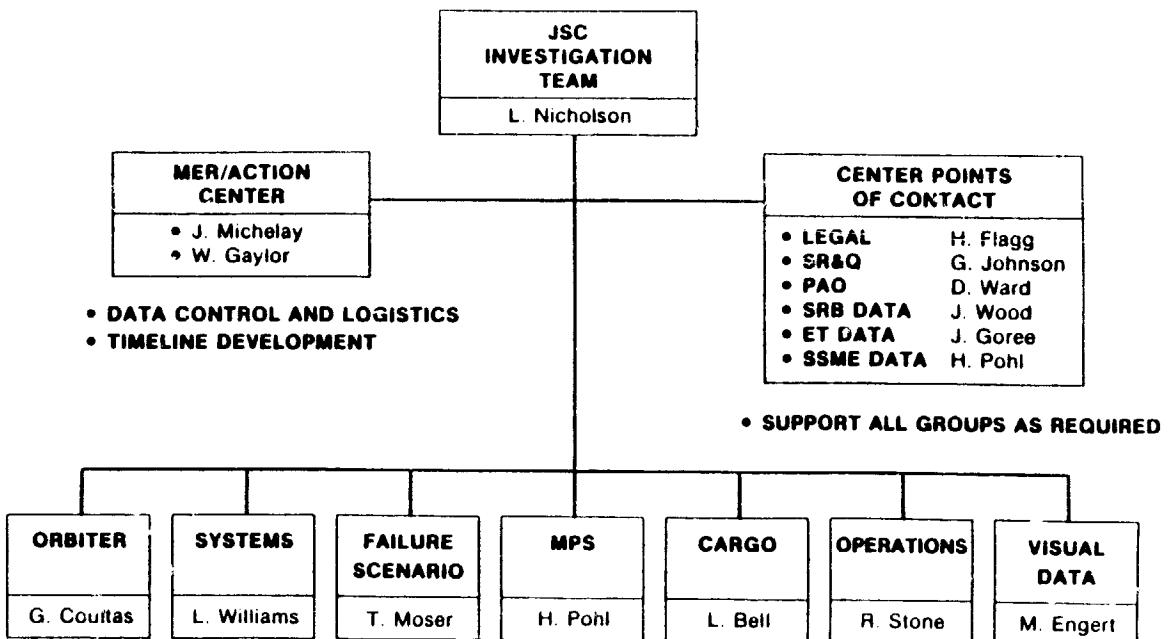 JSC
INVESTIGATION
TEAM
L. Nicholson
MER/ACTION
CENTER
• J. Michelay
• W. Gaylor
• DATA CONTROL AND LOGISTICS
• TIMELINE DEVELOPMENT
CENTER POINTS
OF CONTACT
• LEGAL H. Flagg
• SR&Q G. Johnson
• PAO D. Ward
• SRB DATA J. Wood
• ET DATA J. Goree
• SSME DATA H. Pohl
• SUPPORT ALL GROUPS AS REQUIRED
ORBITER
G. Coultas
SYSTEMS
L. Williams
FAILURE
SCENARIO
T. Moser
MPS
H. Pohl
CARGO
L. Bell
OPERATIONS
R. Stone
VISUAL
DATA
M. Engert